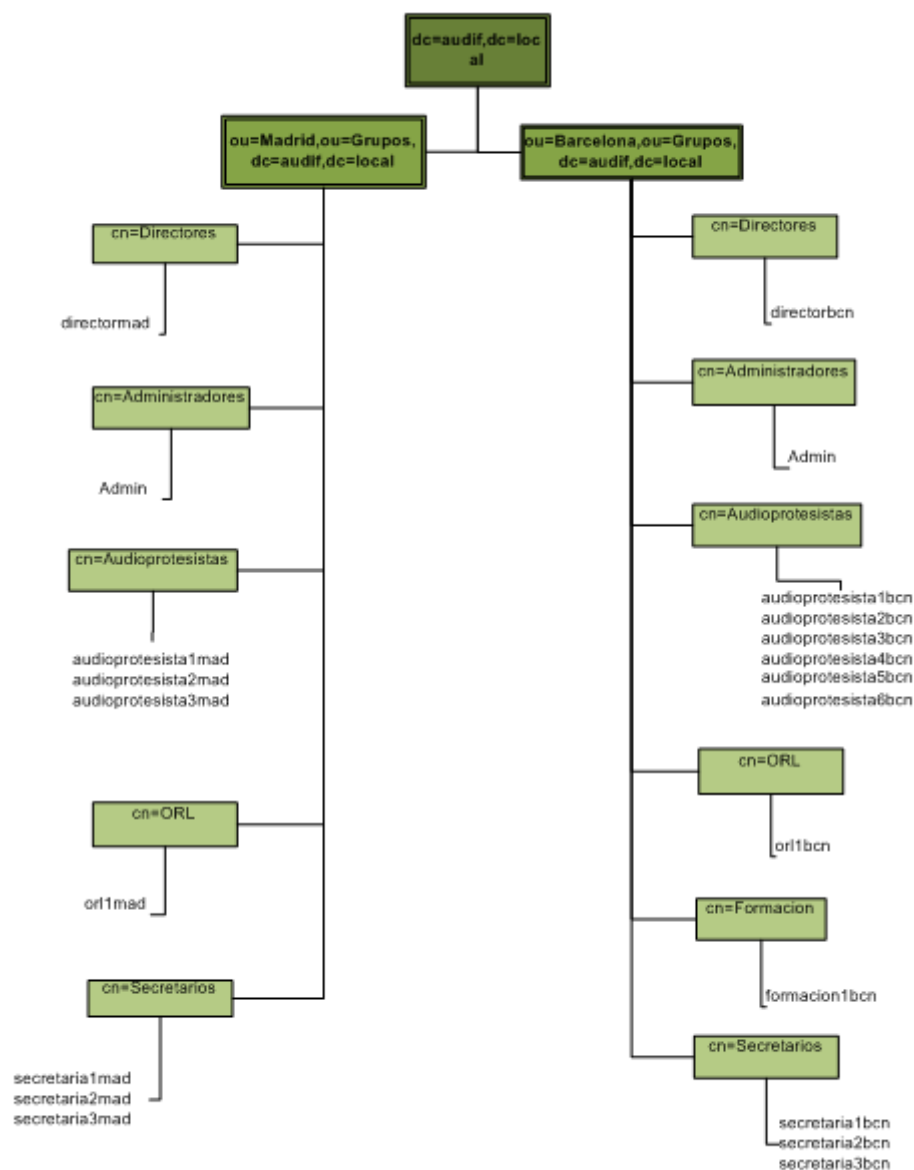 dc=audif,dc=loc
al
ou=Madrid,ou=Grupos,
dc=audif,dc=local
ou=Barcelona,ou=Grupos,
dc=audif,dc=local
cn=Directores
directormad
cn=Administradores
Admin
cn=Audioprotesistas
audioprotesista1mad
audioprotesista2mad
audioprotesista3mad
cn=ORL
orl1mad
cn=Secretarios
secretaria1mad
secretaria2mad
secretaria3mad
cn=Directores
directorbcn
cn=Administradores
Admin
cn=Audioprotesistas
audioprotesista1bcn
audioprotesista2bcn
audioprotesista3bcn
audioprotesista4bcn
audioprotesista5bcn
audioprotesista6bcn
cn=ORL
orl1bcn
cn=Formacion
formacion1bcn
cn=Secretarios
secretaria1bcn
secretaria2bcn
secretaria3bcn